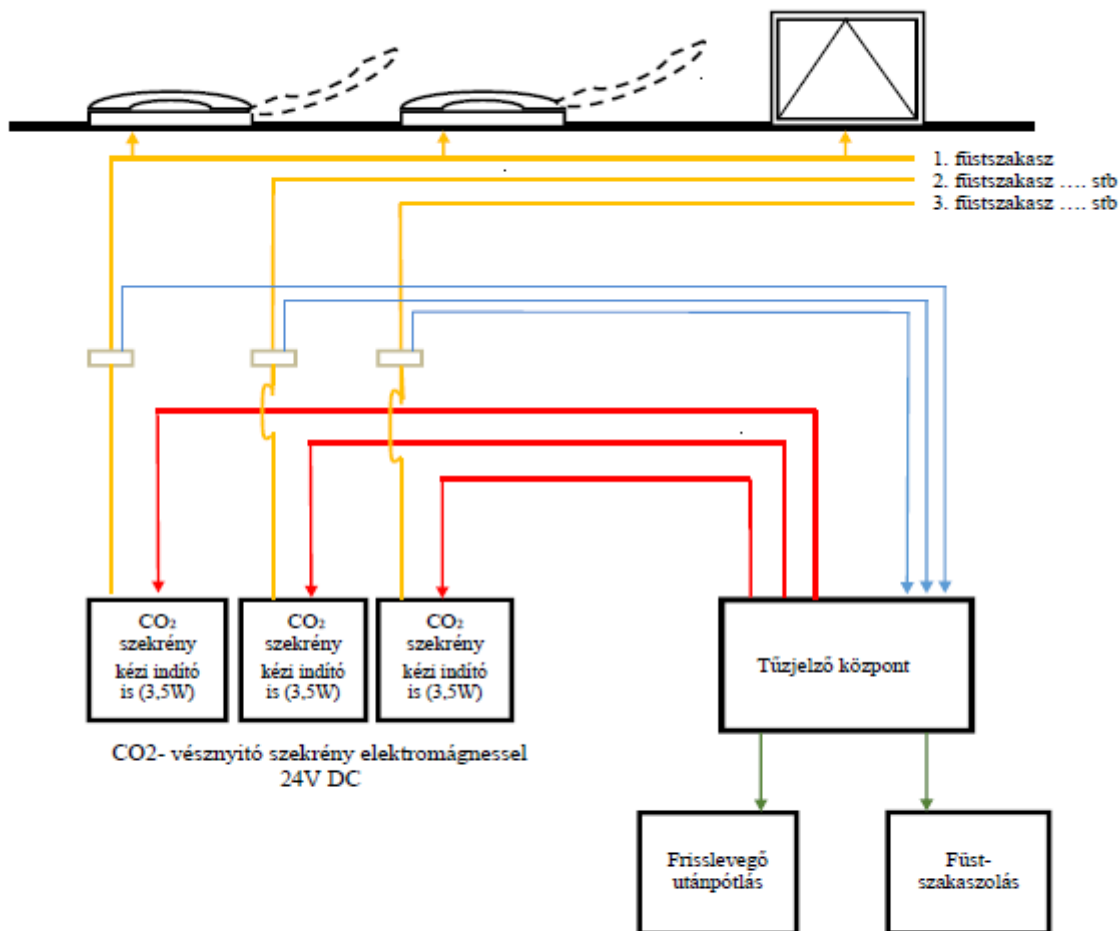 1. füstszakasz
2. füstszakasz …. stb
3. füstszakasz …. stb
CO₂
szekrény
kézi indító
is (3,5W)
CO₂
szekrény
kézi indító
is (3,5W)
CO₂
szekrény
kézi indító
is (3,5W)
Tűzjelző központ
CO2- vésznyitó szekrény elektromágnessel
24V DC
Frisslevegő
utánpótlás
Füst-
szakaszolás